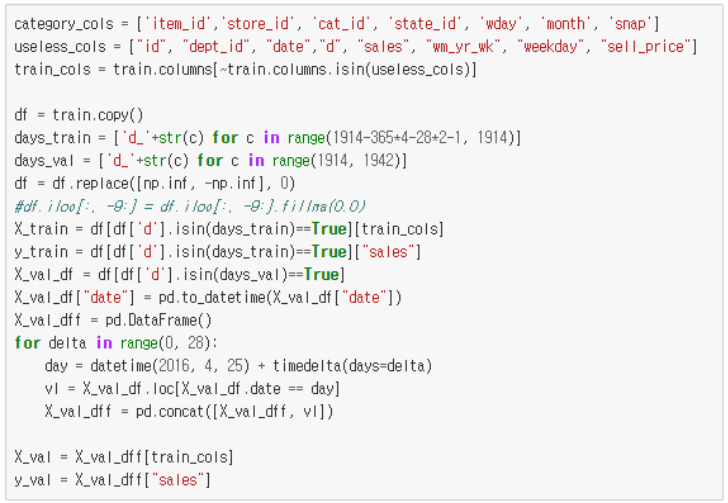 category_cols = ['item_id','store_id', 'cat_id', 'state_id', 'wday', 'month', 'snap']
useless_cols = ["id", "dept_id", "date","d", "sales", "wm_yr_wk", "weekday", "sell_price"]
train_cols = train.columns[~train.columns.isin(useless_cols)]

df = train.copy()
days_train = ['d_'+str(c) for c in range(1914-365*4-28*2-1, 1914)]
days_val = ['d_'+str(c) for c in range(1914, 1942)]
df = df.replace([np.inf, -np.inf], 0)
#df.iloc[:, -9:] = df.iloc[:, -9:].fillna(0.0)
X_train = df[df['d'].isin(days_train)==True][train_cols]
y_train = df[df['d'].isin(days_train)==True]["sales"]
X_val_df = df[df['d'].isin(days_val)==True]
X_val_df["date"] = pd.to_datetime(X_val_df["date"])
X_val_dff = pd.DataFrame()
for delta in range(0, 28):
    day = datetime(2016, 4, 25) + timedelta(days=delta)
    vl = X_val_df.loc[X_val_df.date == day]
    X_val_dff = pd.concat([X_val_dff, vl])

X_val = X_val_dff[train_cols]
y_val = X_val_dff["sales"]